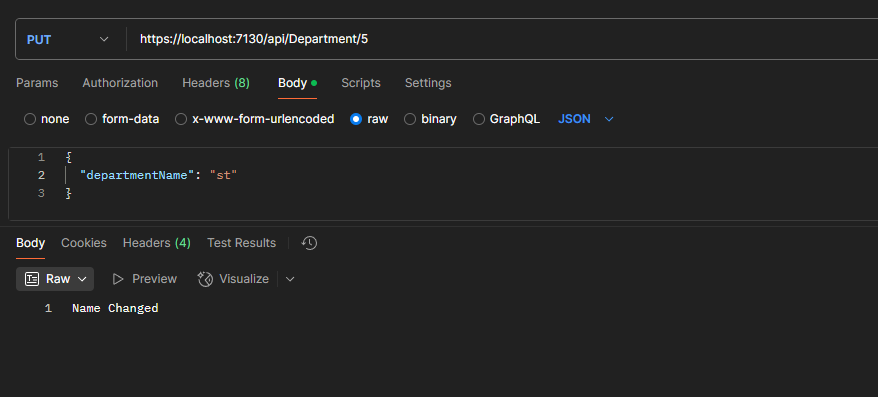 PUT https://localhost:7130/api/Department/5
Params Authorization Headers (8) Body Scripts Settings
none form-data x-www-form-urlencoded raw binary GraphQL JSON
1 {
2 "departmentName": "st"
3 }
Body Cookies Headers (4) Test Results
Raw Preview Visualize
1 Name Changed